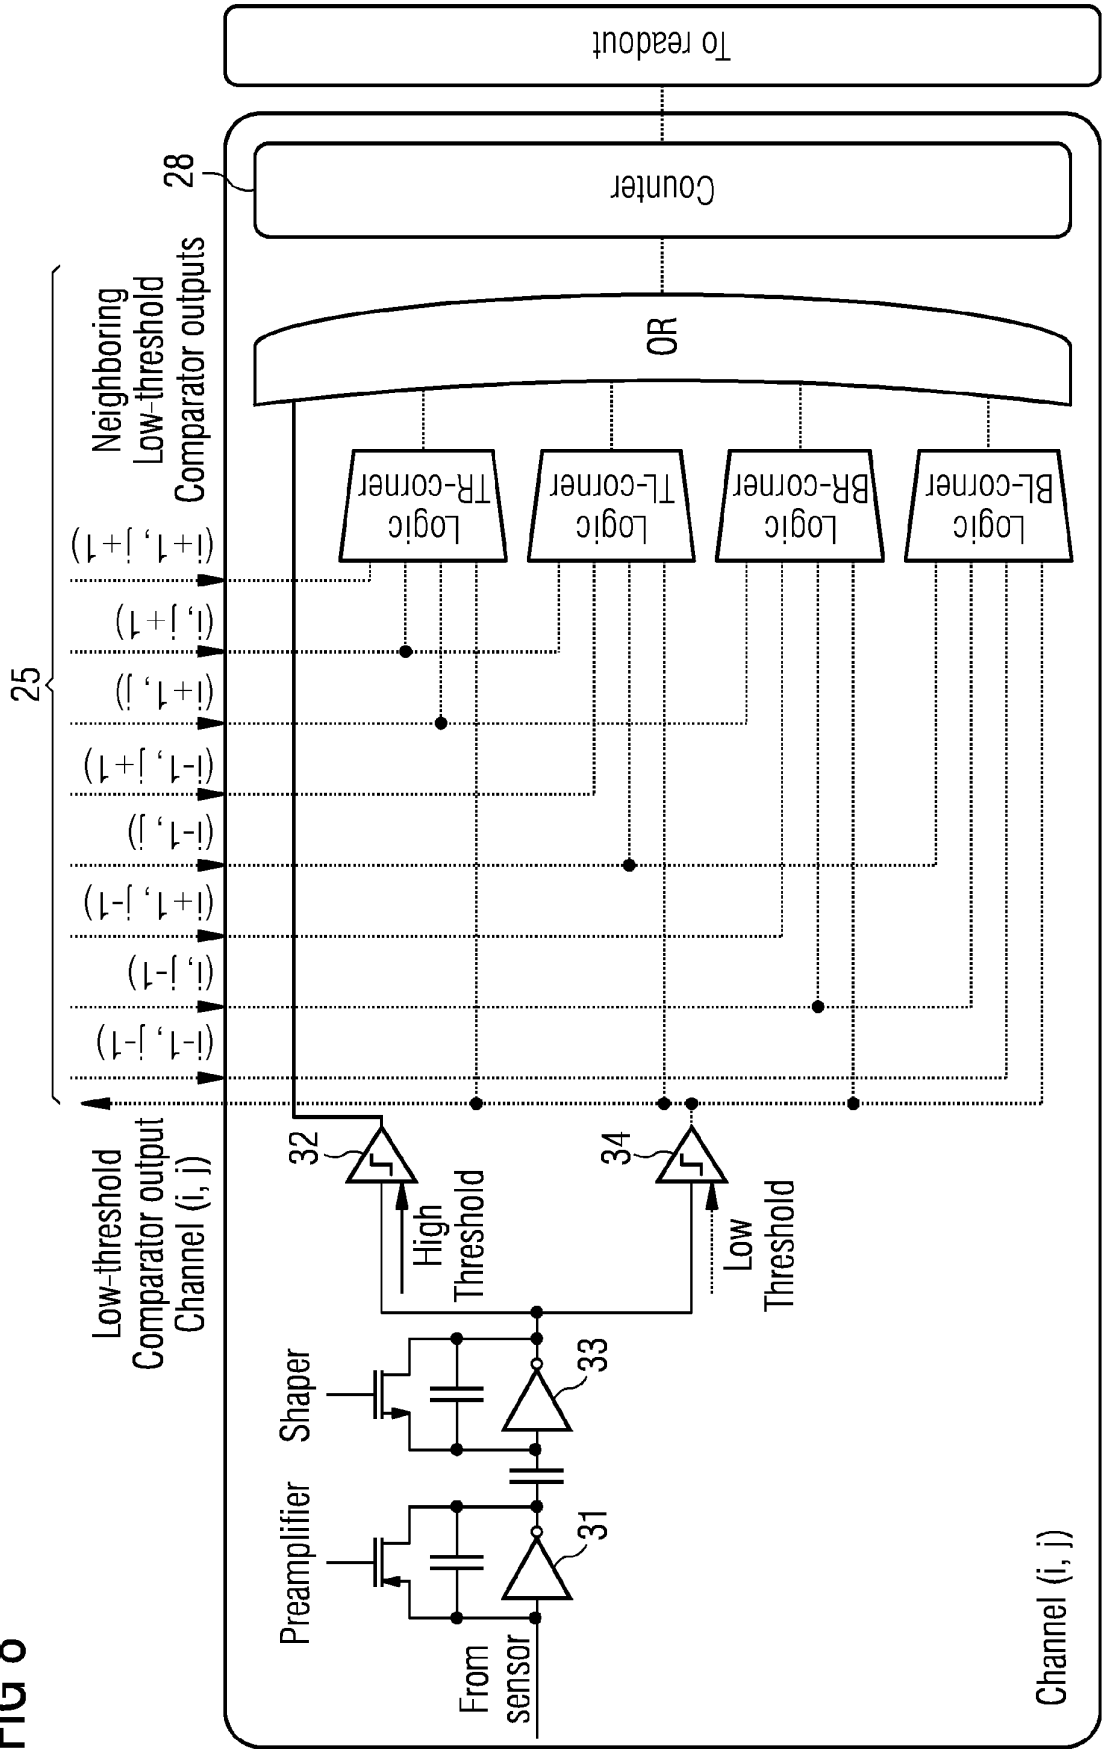 FIG 8
25
Low-threshold
Comparator output
Channel (i, j)
Neighboring
Low-threshold
Comparator outputs
(i-1, j-1)
(i, j-1)
(i+1, j-1)
(i-1, j)
(i-1, j+1)
(i+1, j)
(i, j+1)
(i+1, j+1)
28
Preamplifier
Shaper
32
High
Threshold
From
sensor
31
33
34
Low
Threshold
TR-corner
Logic
TL-corner
Logic
BR-corner
Logic
BL-corner
Logic
OR
Counter
To readout
Channel (i, j)